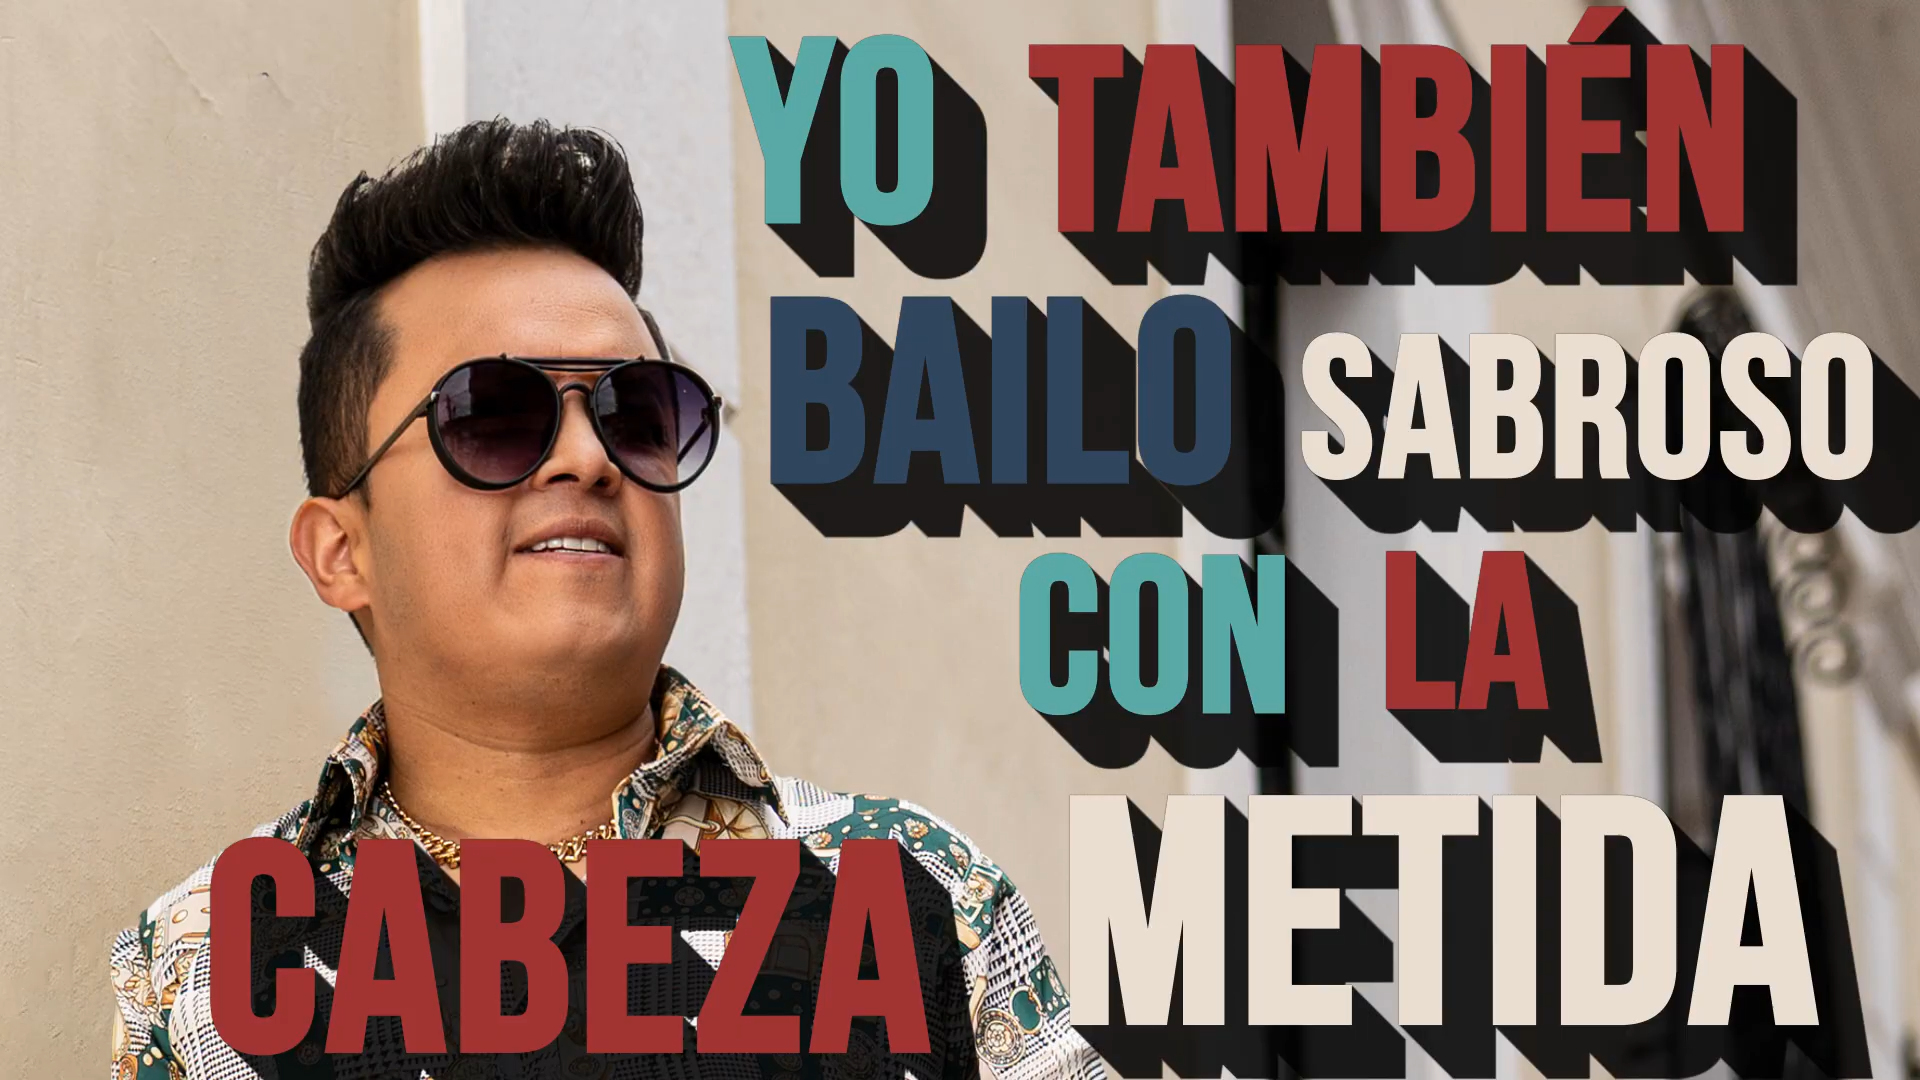 YO TAMBIÉN
BAILO SABROSO
CON LA
METIDA
CABEZA